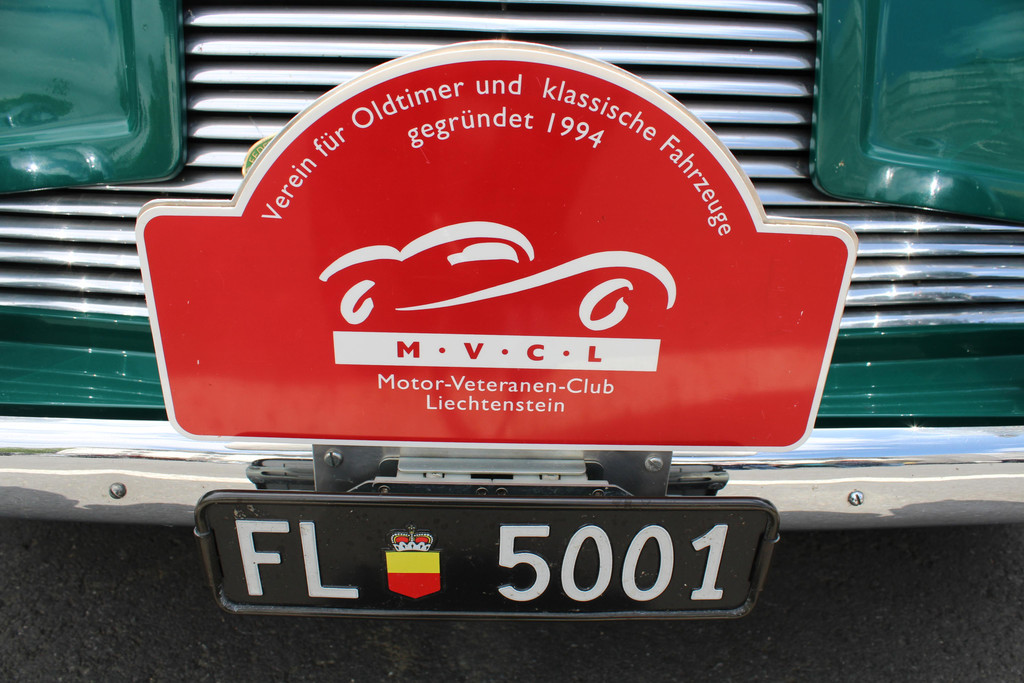 Verein für Oldtimer und klassische Fahrzeuge
gegründet 1994
M·V·C·L
Motor-Veteranen-Club
Liechtenstein
FL 5001